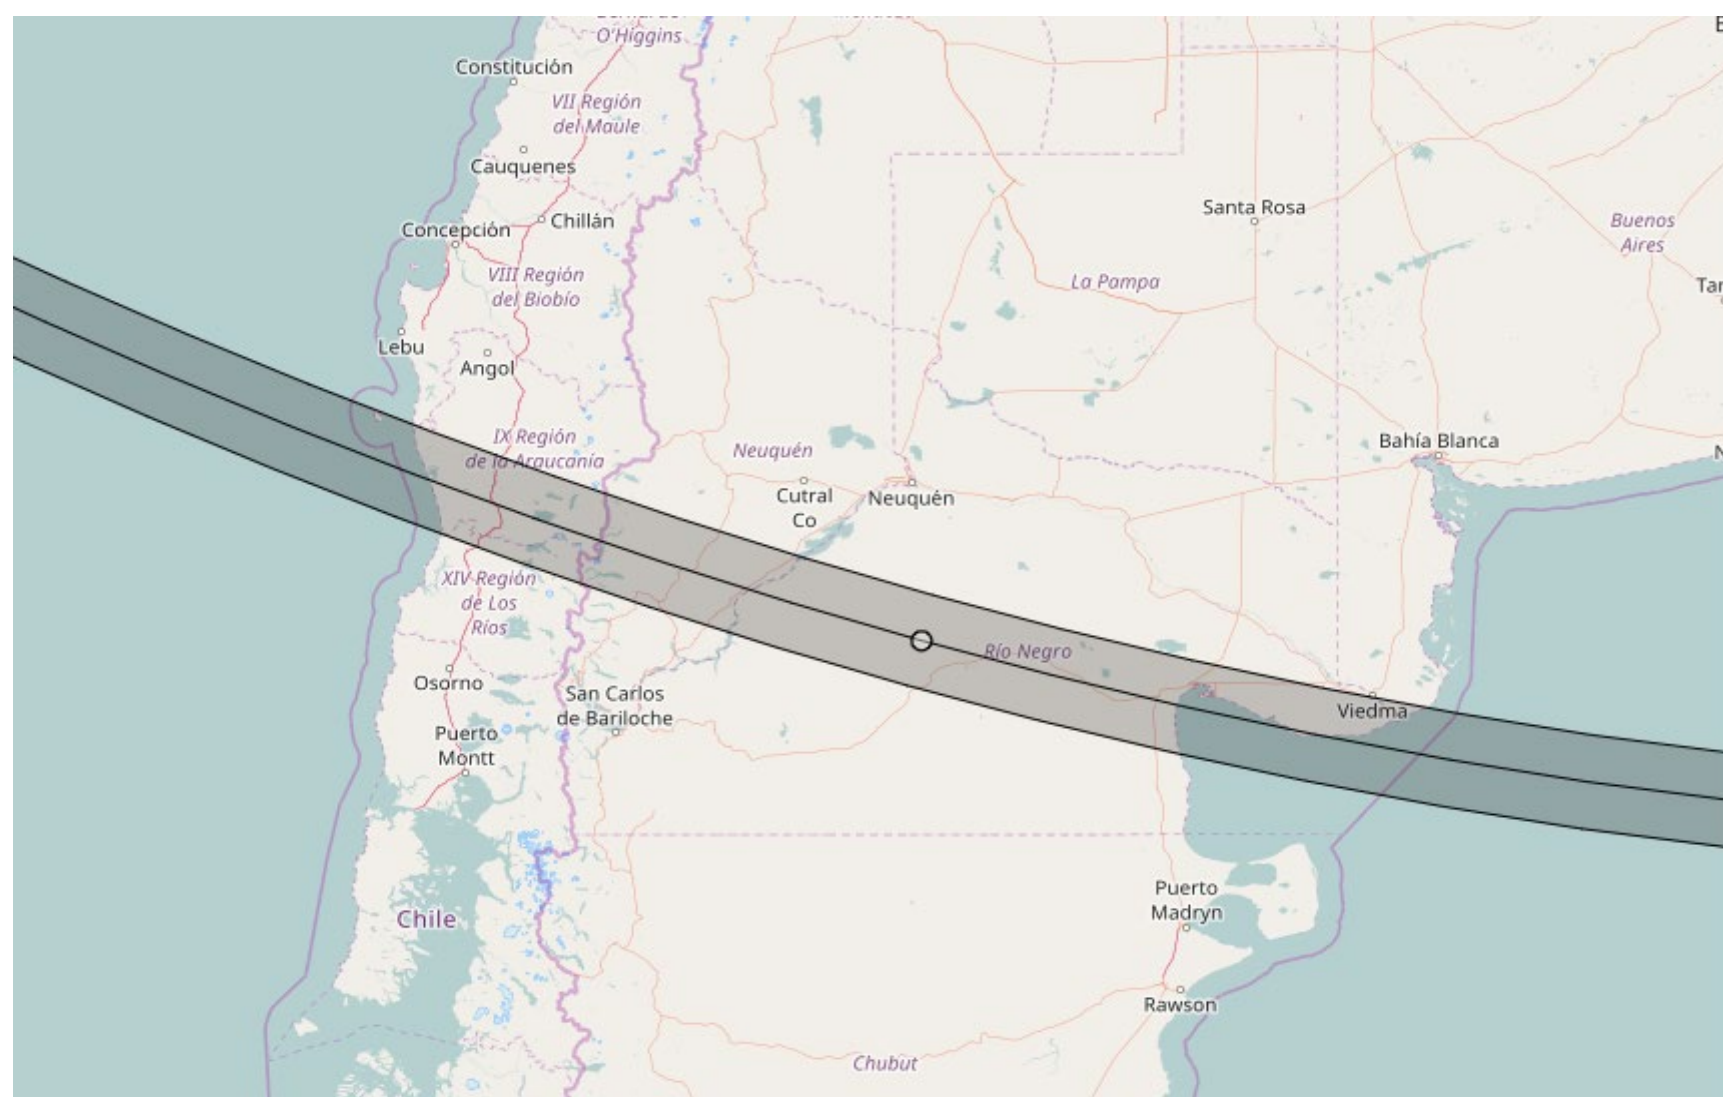 O'Higgins
Constitución
VII Región
del Maule
Cauquenes
Chillán
Concepción
VIII Región
del Biobío
Lebu
Angol
IX Región
de la Araucanía
XIV Región
de Los
Ríos
Osorno
Puerto
Montt
San Carlos
de Bariloche
Chile
Neuquén
Cutral
Co
Neuquén
Santa Rosa
La Pampa
Buenos
Aires
Tan
Bahía Blanca
N
Río Negro
Viedma
Puerto
Madryn
Rawson
Chubut